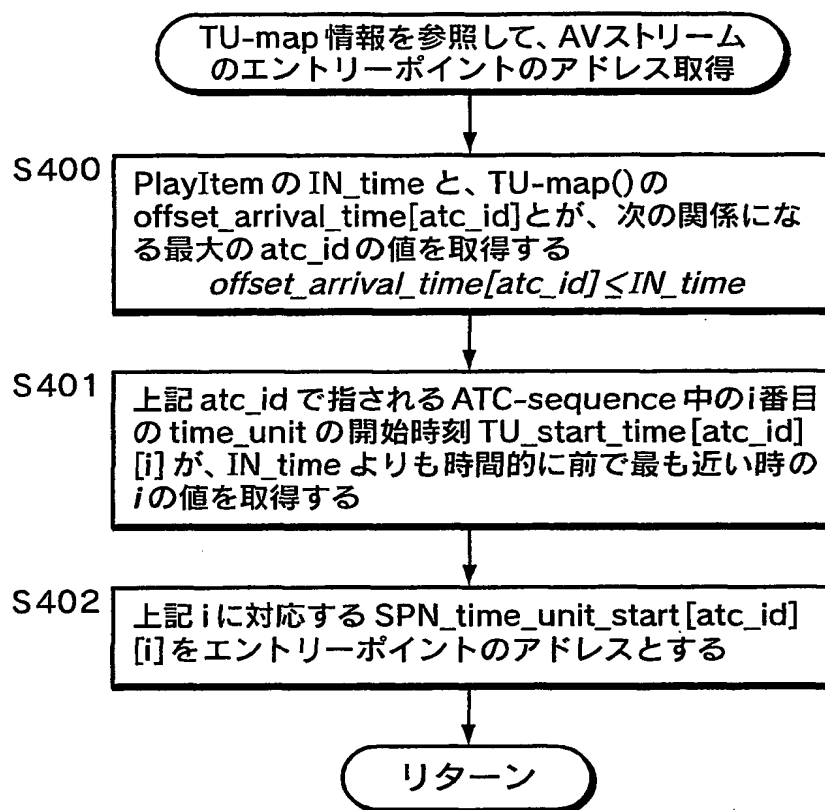 TU-map 情報を参照して、AVストリーム
のエントリーポイントのアドレス取得
S400
PlayItem の IN_time と、TU-map()の
offset_arrival_time[atc_id]とが、次の関係にな
る最大の atc_id の値を取得する
offset_arrival_time[atc_id]≦IN_time
S401
上記 atc_id で指される ATC-sequence 中のi番目
の time_unit の開始時刻 TU_start_time[atc_id]
[i] が、IN_time よりも時間的に前で最も近い時の
iの値を取得する
S402
上記 i に対応する SPN_time_unit_start[atc_id]
[i]をエントリーポイントのアドレスとする
リターン